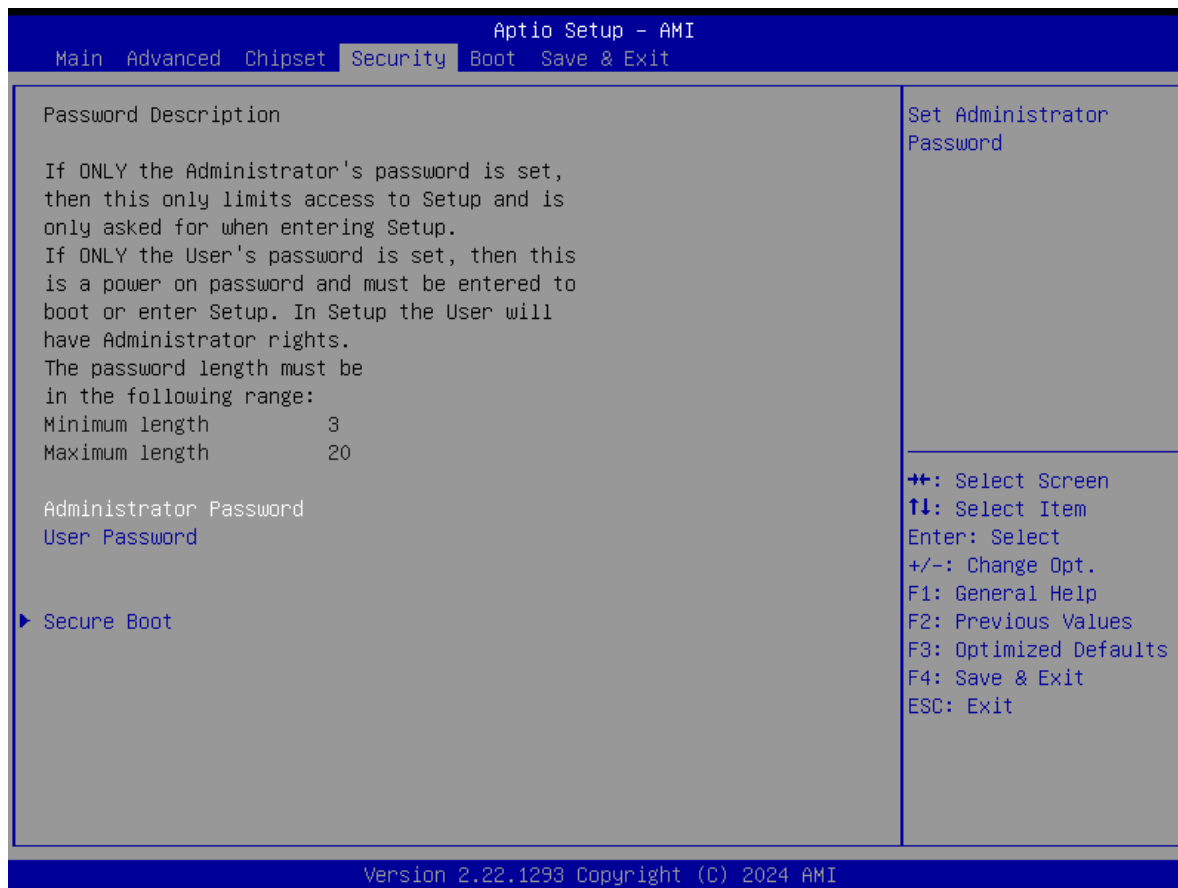 Aptio Setup – AMI
Main Advanced Chipset Security Boot Save & Exit
Password Description
If ONLY the Administrator's password is set,
then this only limits access to Setup and is
only asked for when entering Setup.
If ONLY the User's password is set, then this
is a power on password and must be entered to
boot or enter Setup. In Setup the User will
have Administrator rights.
The password length must be
in the following range:
Minimum length 3
Maximum length 20
Administrator Password
User Password
Secure Boot
Set Administrator
Password
→←: Select Screen
↑↓: Select Item
Enter: Select
+/-: Change Opt.
F1: General Help
F2: Previous Values
F3: Optimized Defaults
F4: Save & Exit
ESC: Exit
Version 2.22.1293 Copyright (C) 2024 AMI